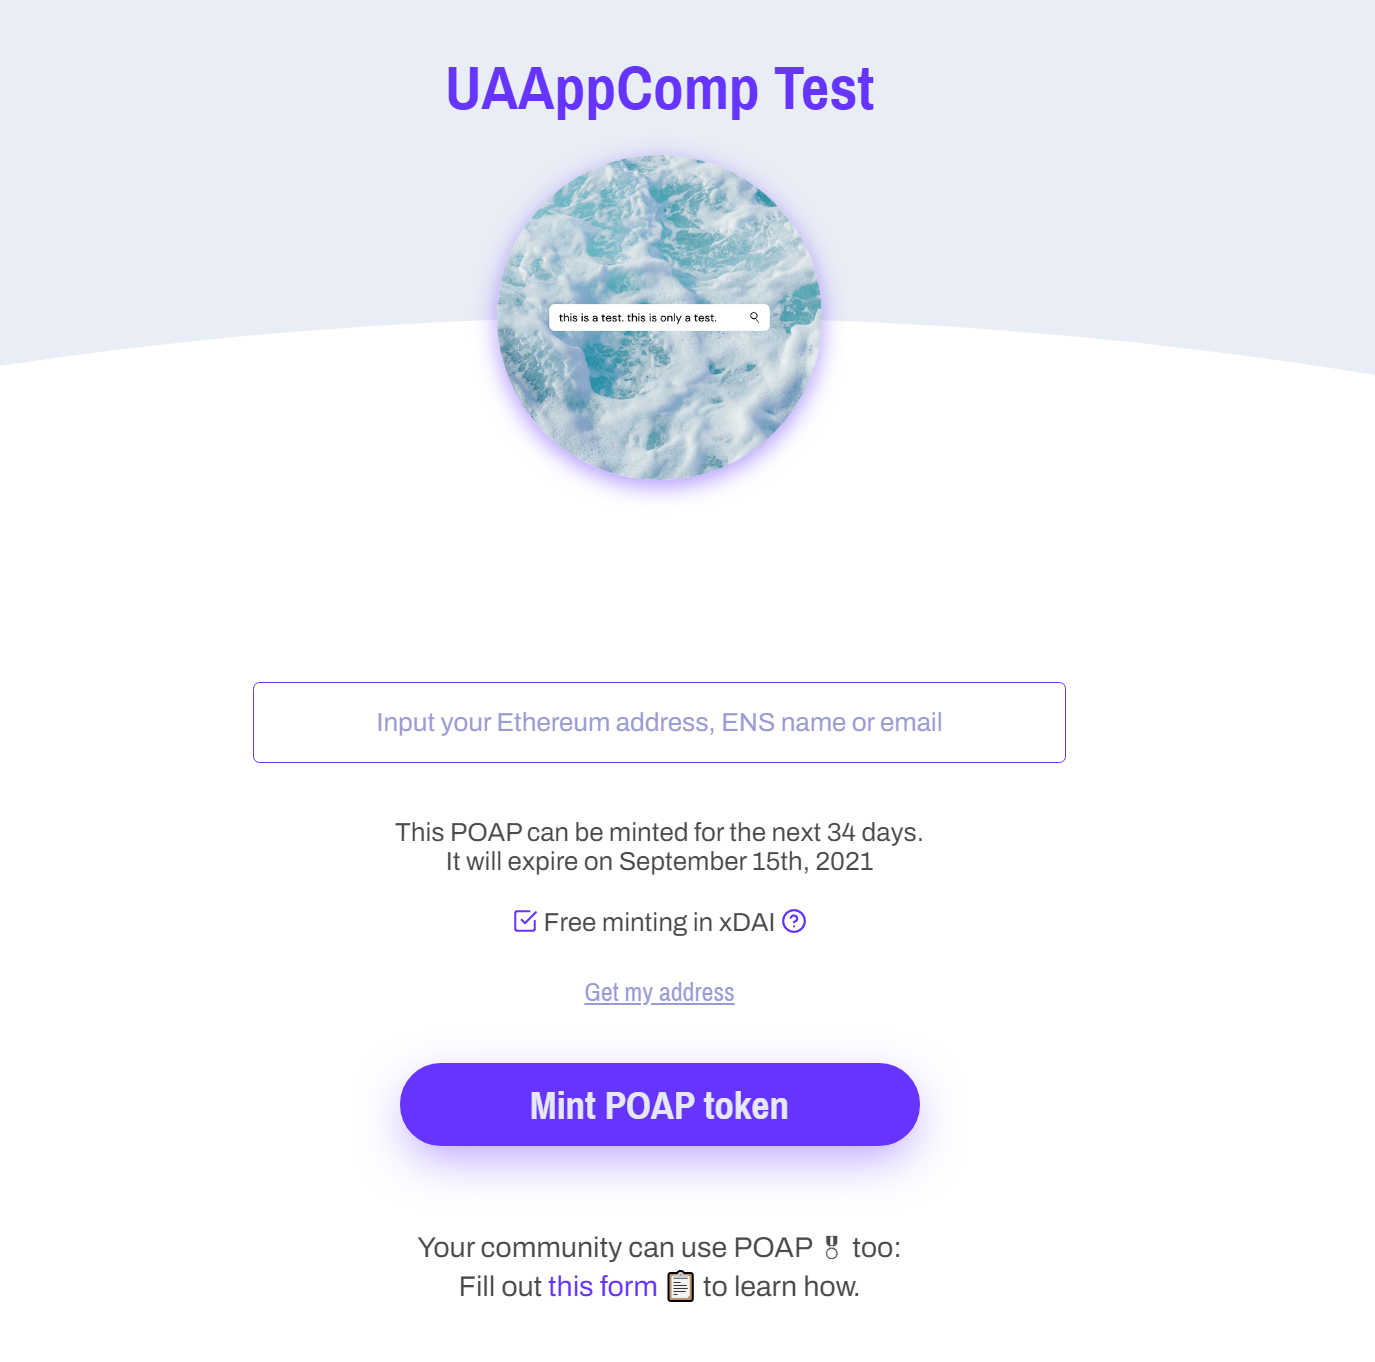 UAAppComp Test
this is a test. this is only a test.
Input your Ethereum address, ENS name or email
This POAP can be minted for the next 34 days.
It will expire on September 15th, 2021
Free minting in xDAI
Get my address
Mint POAP token
Your community can use POAP 🎖 too:
Fill out this form 📋 to learn how.